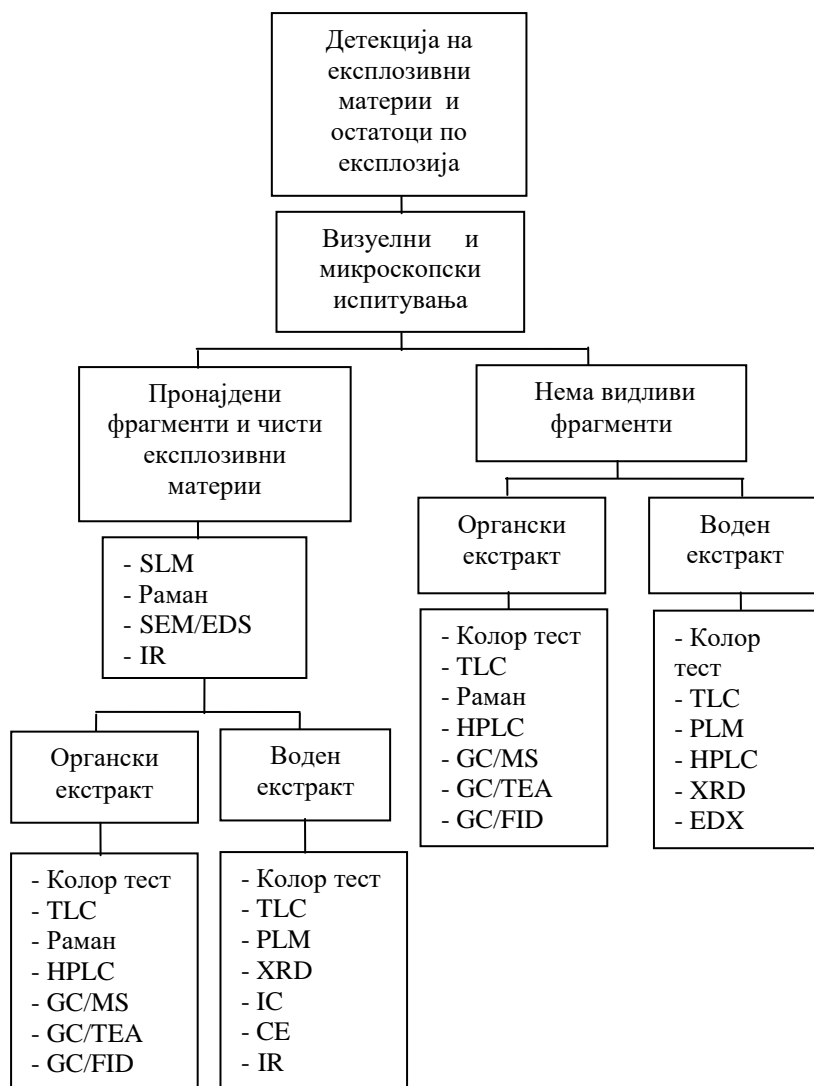 Детекција на
експлозивни
материи и
остатоци по
експлозија
Визуелни и
микроскопски
испитувања
Пронајдени
фрагменти и чисти
експлозивни
материи
Нема видливи
фрагменти
- SLM
- Раман
- SEM/EDS
- IR
Органски
екстракт
Воден
екстракт
- Колор тест
- TLC
- Раман
- HPLC
- GC/MS
- GC/TEA
- GC/FID
- Колор
тест
- TLC
- PLM
- HPLC
- XRD
- EDX
Органски
екстракт
Воден
екстракт
- Колор тест
- TLC
- Раман
- HPLC
- GC/MS
- GC/TEA
- GC/FID
- Колор тест
- TLC
- PLM
- XRD
- IC
- CE
- IR